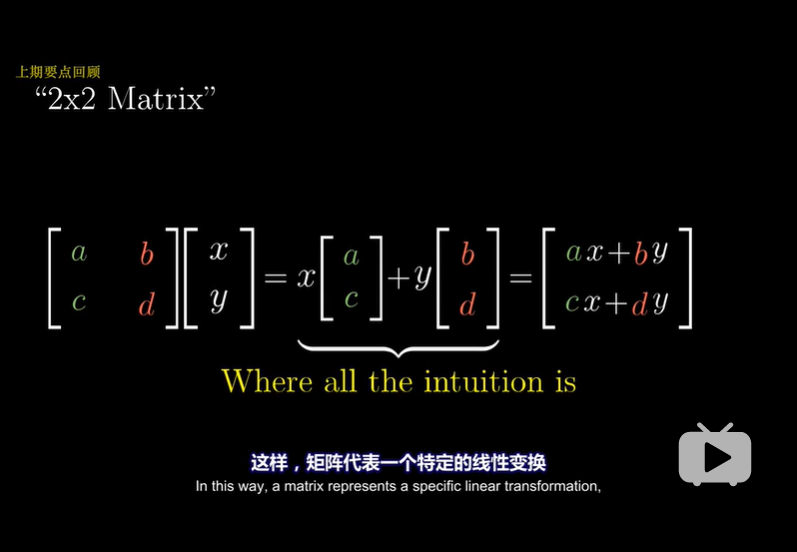 上期要点回顾
“2x2 Matrix”
[a b; c d][x; y] = x[a; c]+y[b; d] = [ax+by; cx+dy]
Where all the intuition is
这样，矩阵代表一个特定的线性变换
In this way, a matrix represents a specific linear transformation,